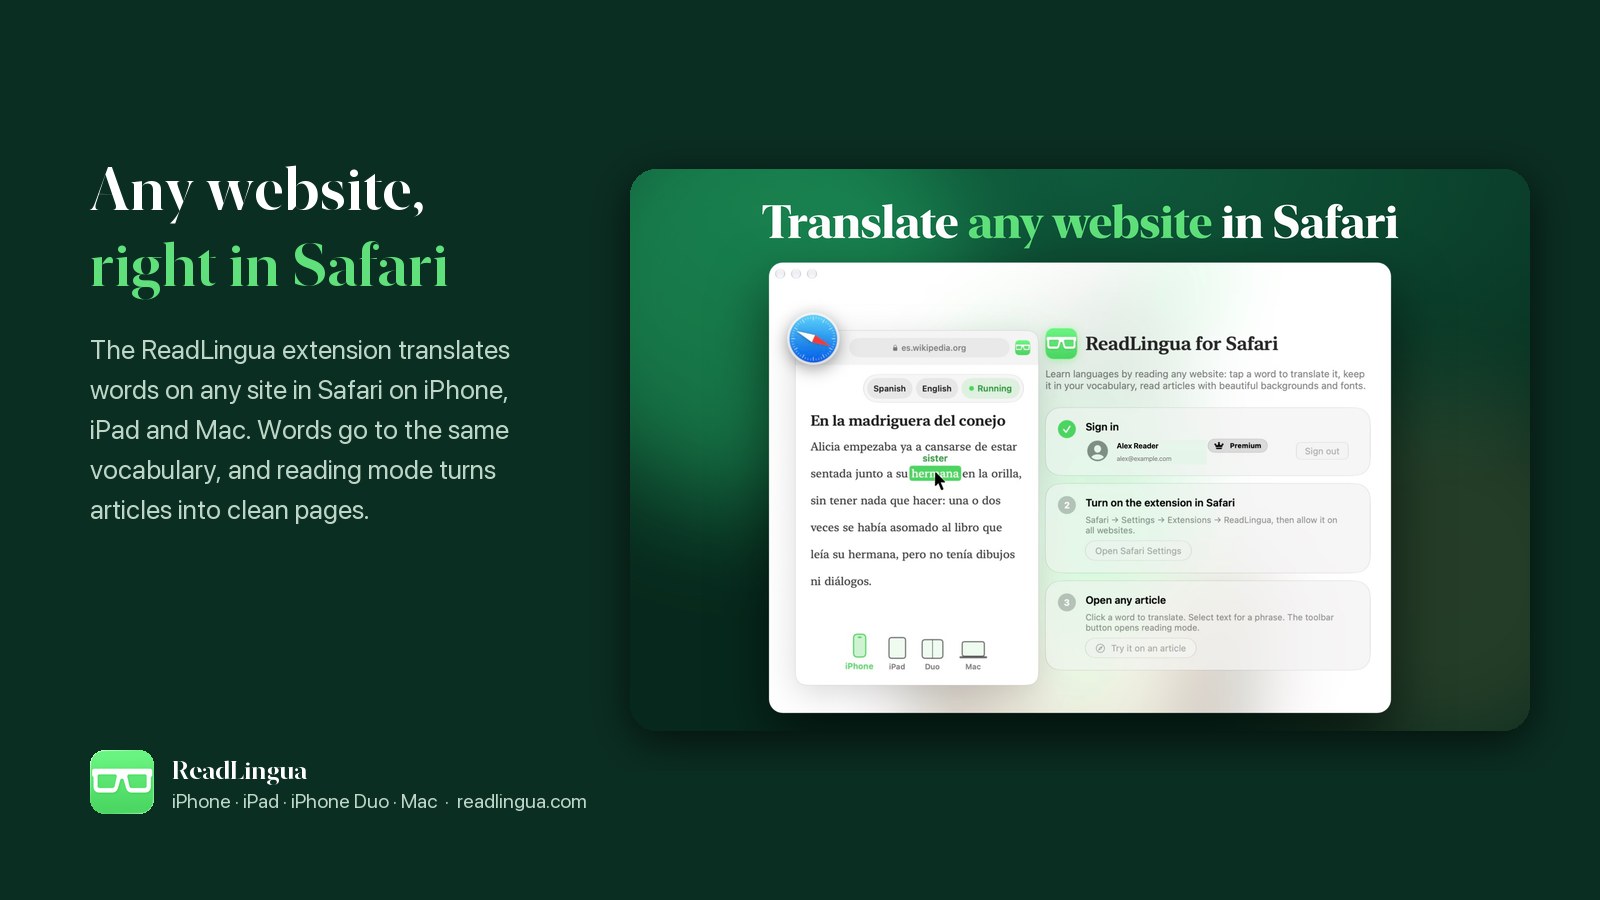 Any website,
right in Safari
The ReadLingua extension translates
words on any site in Safari on iPhone,
iPad and Mac. Words go to the same
vocabulary, and reading mode turns
articles into clean pages.
ReadLingua
iPhone · iPad · iPhone Duo · Mac · readlingua.com
Translate any website in Safari
es.wikipedia.org
Spanish English Running
En la madriguera del conejo
Alicia empezaba ya a cansarse de estar
sister
sentada junto a su hermana en la orilla,
sin tener nada que hacer: una o dos
veces se había asomado al libro que
leía su hermana, pero no tenía dibujos
ni diálogos.
iPhone iPad Duo Mac
ReadLingua for Safari
Learn languages by reading any website: tap a word to translate it, keep
it in your vocabulary, read articles with beautiful backgrounds and fonts.
Sign in
Alex Reader
alex@example.com
Premium
Sign out
2
Turn on the extension in Safari
Safari → Settings → Extensions → ReadLingua, then allow it on
all websites.
Open Safari Settings
3
Open any article
Click a word to translate. Select text for a phrase. The toolbar
button opens reading mode.
Try it on an article